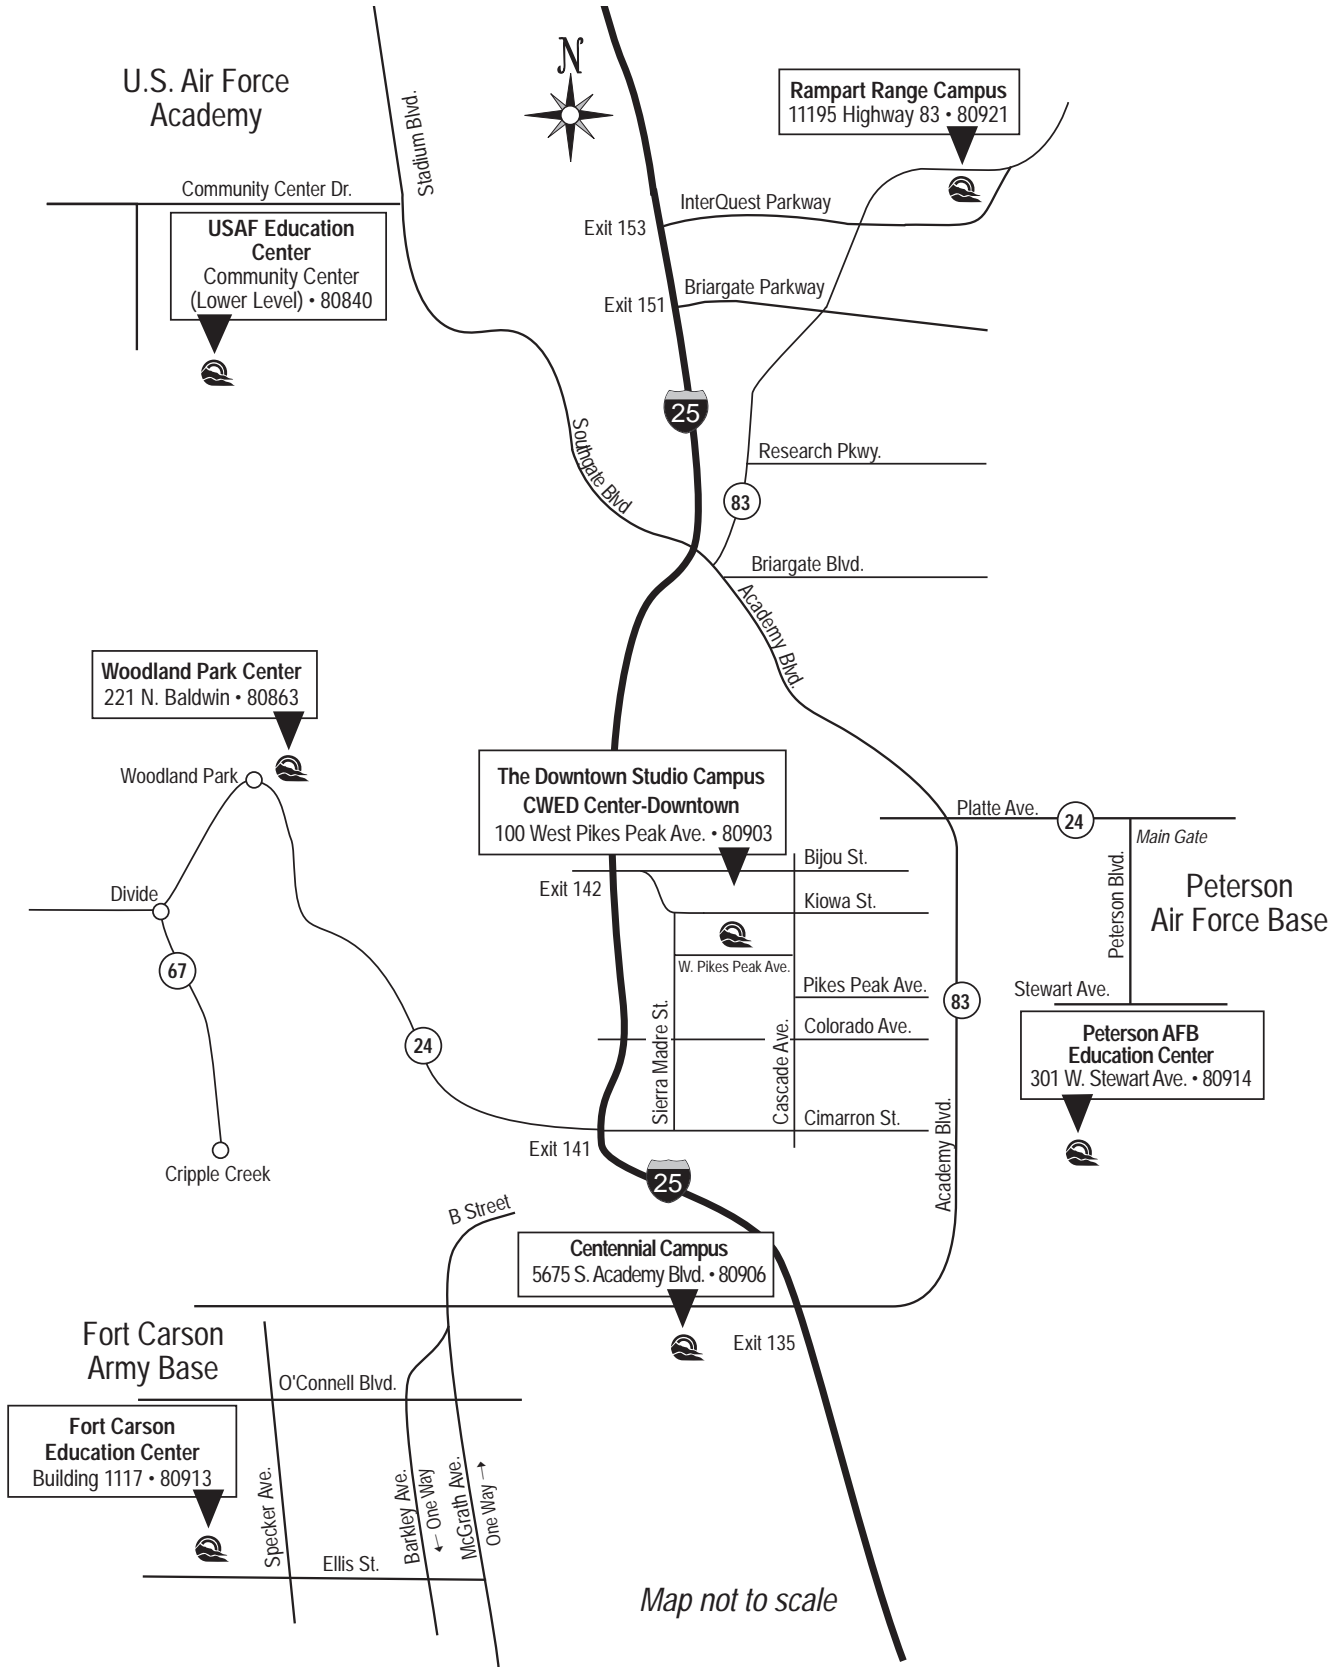 N
U.S. Air Force
Academy
Stadium Blvd.
Rampart Range Campus
11195 Highway 83 • 80921
Community Center Dr.
InterQuest Parkway
USAF Education
Center
Community Center
(Lower Level) • 80840
Exit 153
Briargate Parkway
Exit 151
25
Southgate Blvd
Research Pkwy.
83
Briargate Blvd.
Academy Blvd.
Woodland Park Center
221 N. Baldwin • 80863
Woodland Park
The Downtown Studio Campus
CWED Center-Downtown
100 West Pikes Peak Ave. • 80903
Platte Ave.
24
Main Gate
Peterson Blvd.
Peterson
Air Force Base
Bijou St.
Exit 142
Divide
Kiowa St.
W. Pikes Peak Ave.
67
Pikes Peak Ave.
Stewart Ave.
83
Colorado Ave.
24
Sierra Madre St.
Cascade Ave.
Peterson AFB
Education Center
301 W. Stewart Ave. • 80914
Cimarron St.
Exit 141
Academy Blvd.
Cripple Creek
25
B Street
Centennial Campus
5675 S. Academy Blvd. • 80906
Exit 135
Fort Carson
Army Base
O'Connell Blvd.
Fort Carson
Education Center
Building 1117 • 80913
Specker Ave.
Barkley Ave.
← One Way
McGrath Ave.
One Way →
Ellis St.
Map not to scale